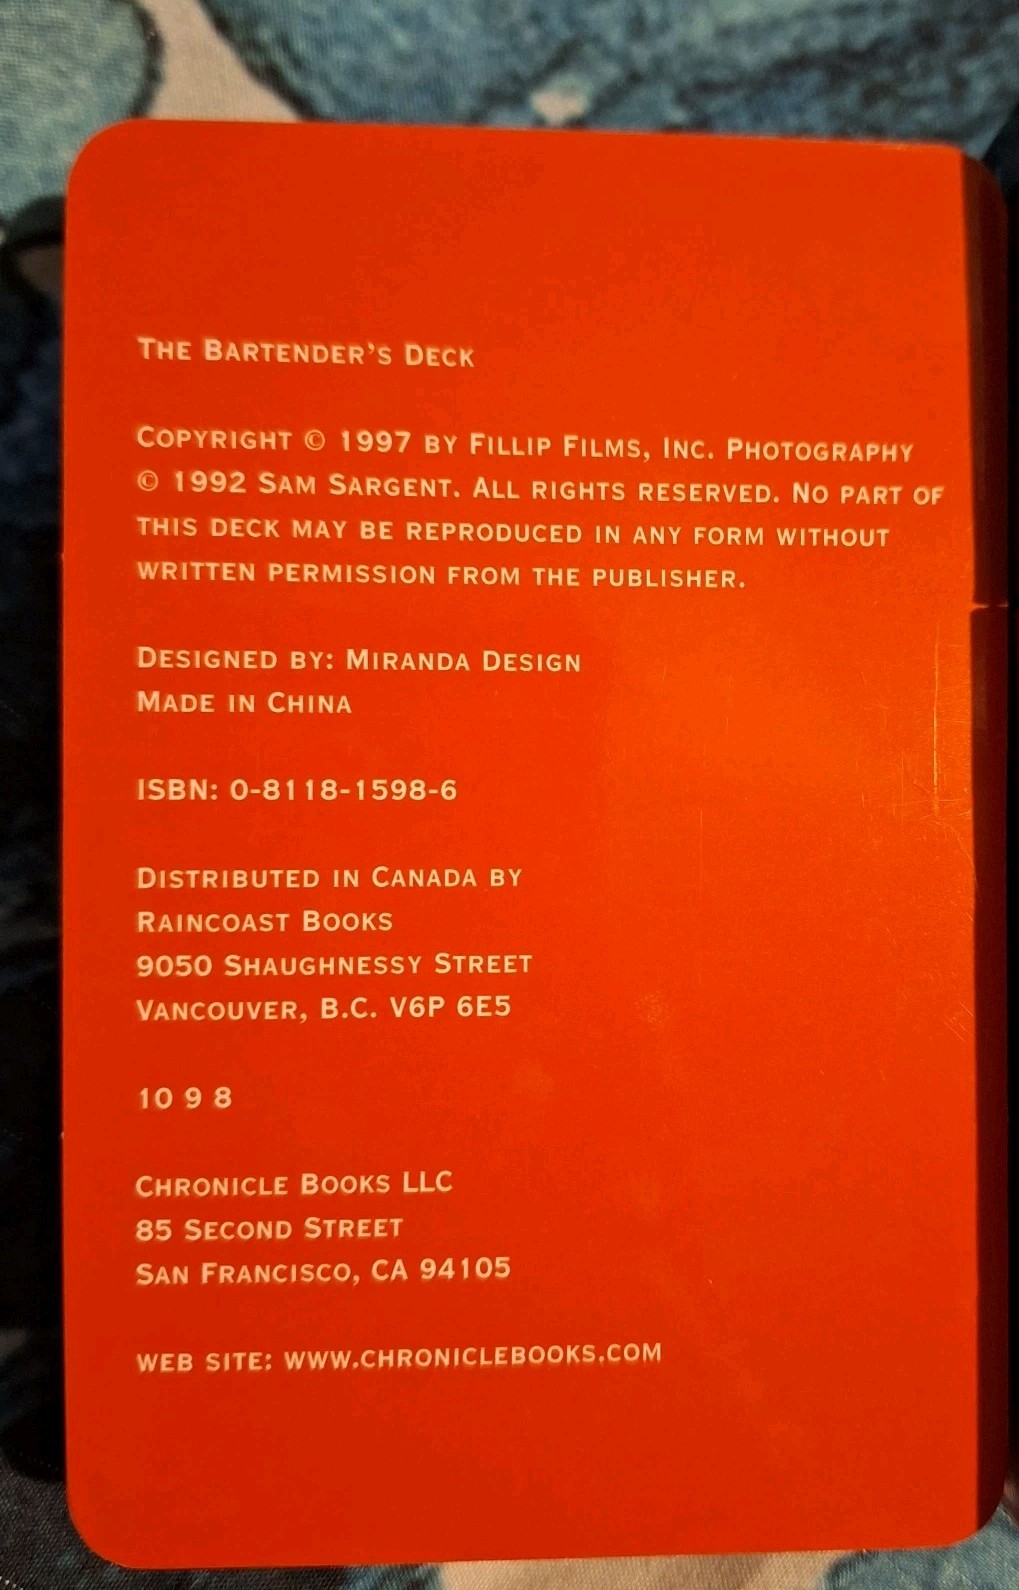 The Bartender's Deck
Copyright © 1997 by Fillip Films, Inc. Photography
© 1992 Sam Sargent. All rights reserved. No part of
this deck may be reproduced in any form without
written permission from the publisher.
Designed by: Miranda Design
Made in China
ISBN: 0-8118-1598-6
Distributed in Canada by
Raincoast Books
9050 Shaughnessy Street
Vancouver, B.C. V6P 6E5
10 9 8
Chronicle Books LLC
85 Second Street
San Francisco, CA 94105
web site: www.chroniclebooks.com